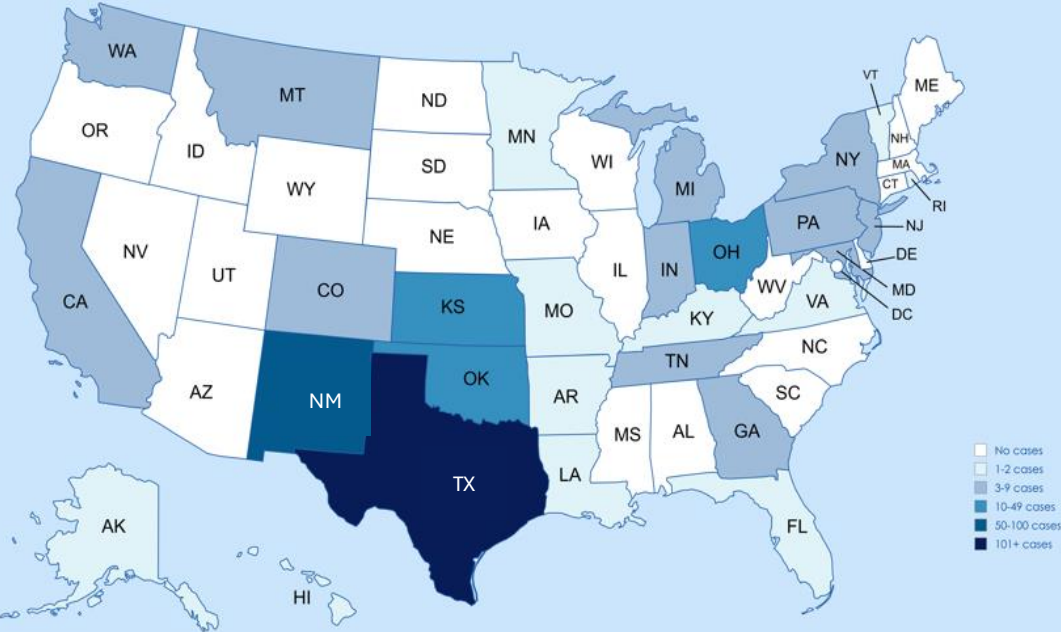 WA
MT
ND
MN
VT
ME
OR
ID
SD
WI
NH
NY
MA
WY
MI
CT
RI
IA
PA
NE
NJ
NV
OH
DE
UT
IL
IN
CO
WV
MD
CA
KS
MO
VA
DC
KY
NC
TN
AZ
NM
OK
AR
SC
MS
AL
GA
TX
LA
FL
AK
HI
No cases
1-2 cases
3-9 cases
10-49 cases
50-100 cases
101+ cases